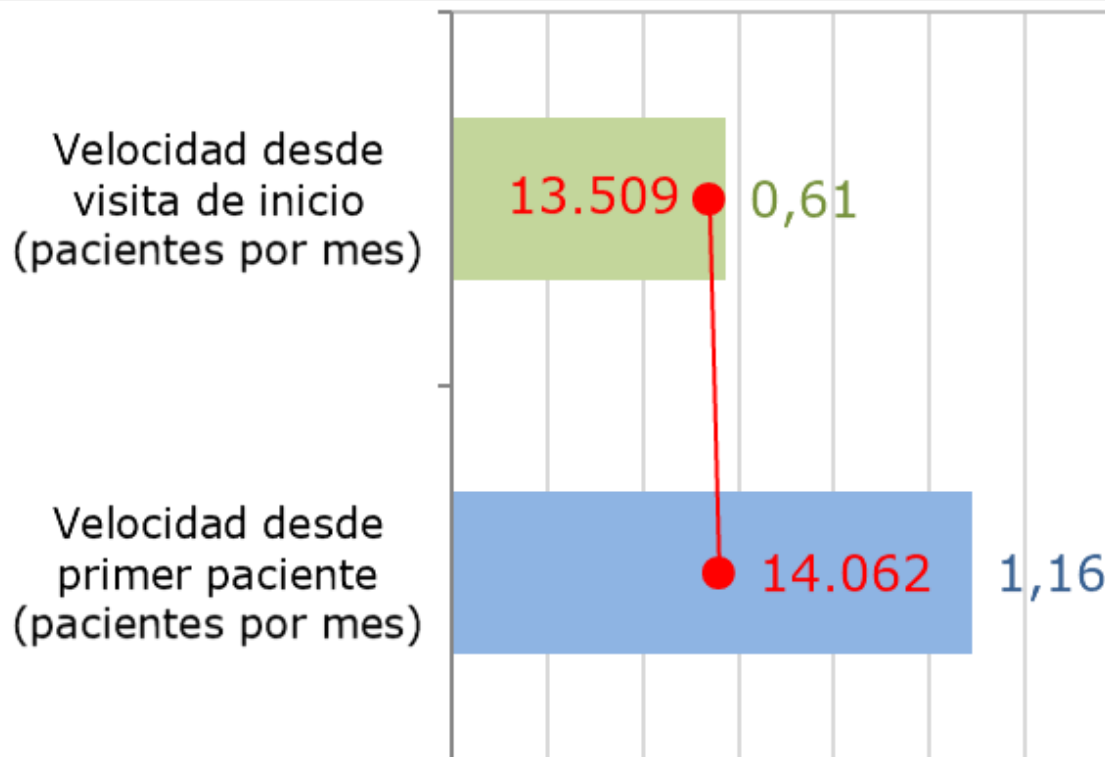 Velocidad desde
visita de inicio
(pacientes por mes)
13.509
0,61
Velocidad desde
primer paciente
(pacientes por mes)
14.062
1,16